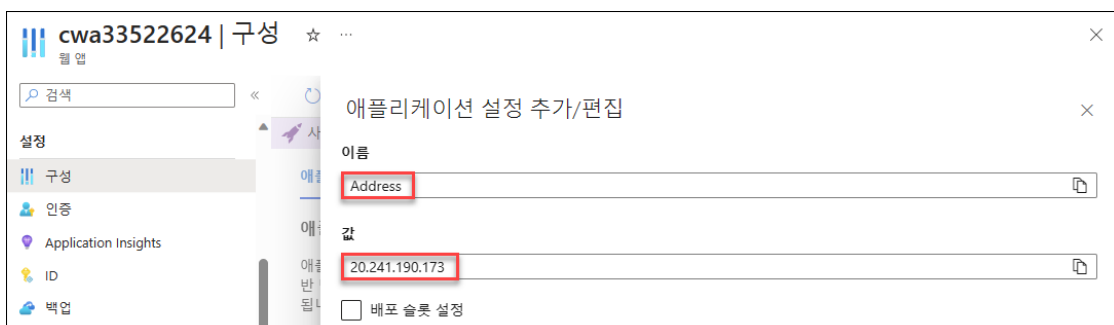 cwa33522624 | 구성
웹 앱
검색
설정
구성
인증
Application Insights
ID
백업
애플리케이션 설정 추가/편집
이름
Address
값
20.241.190.173
배포 슬롯 설정